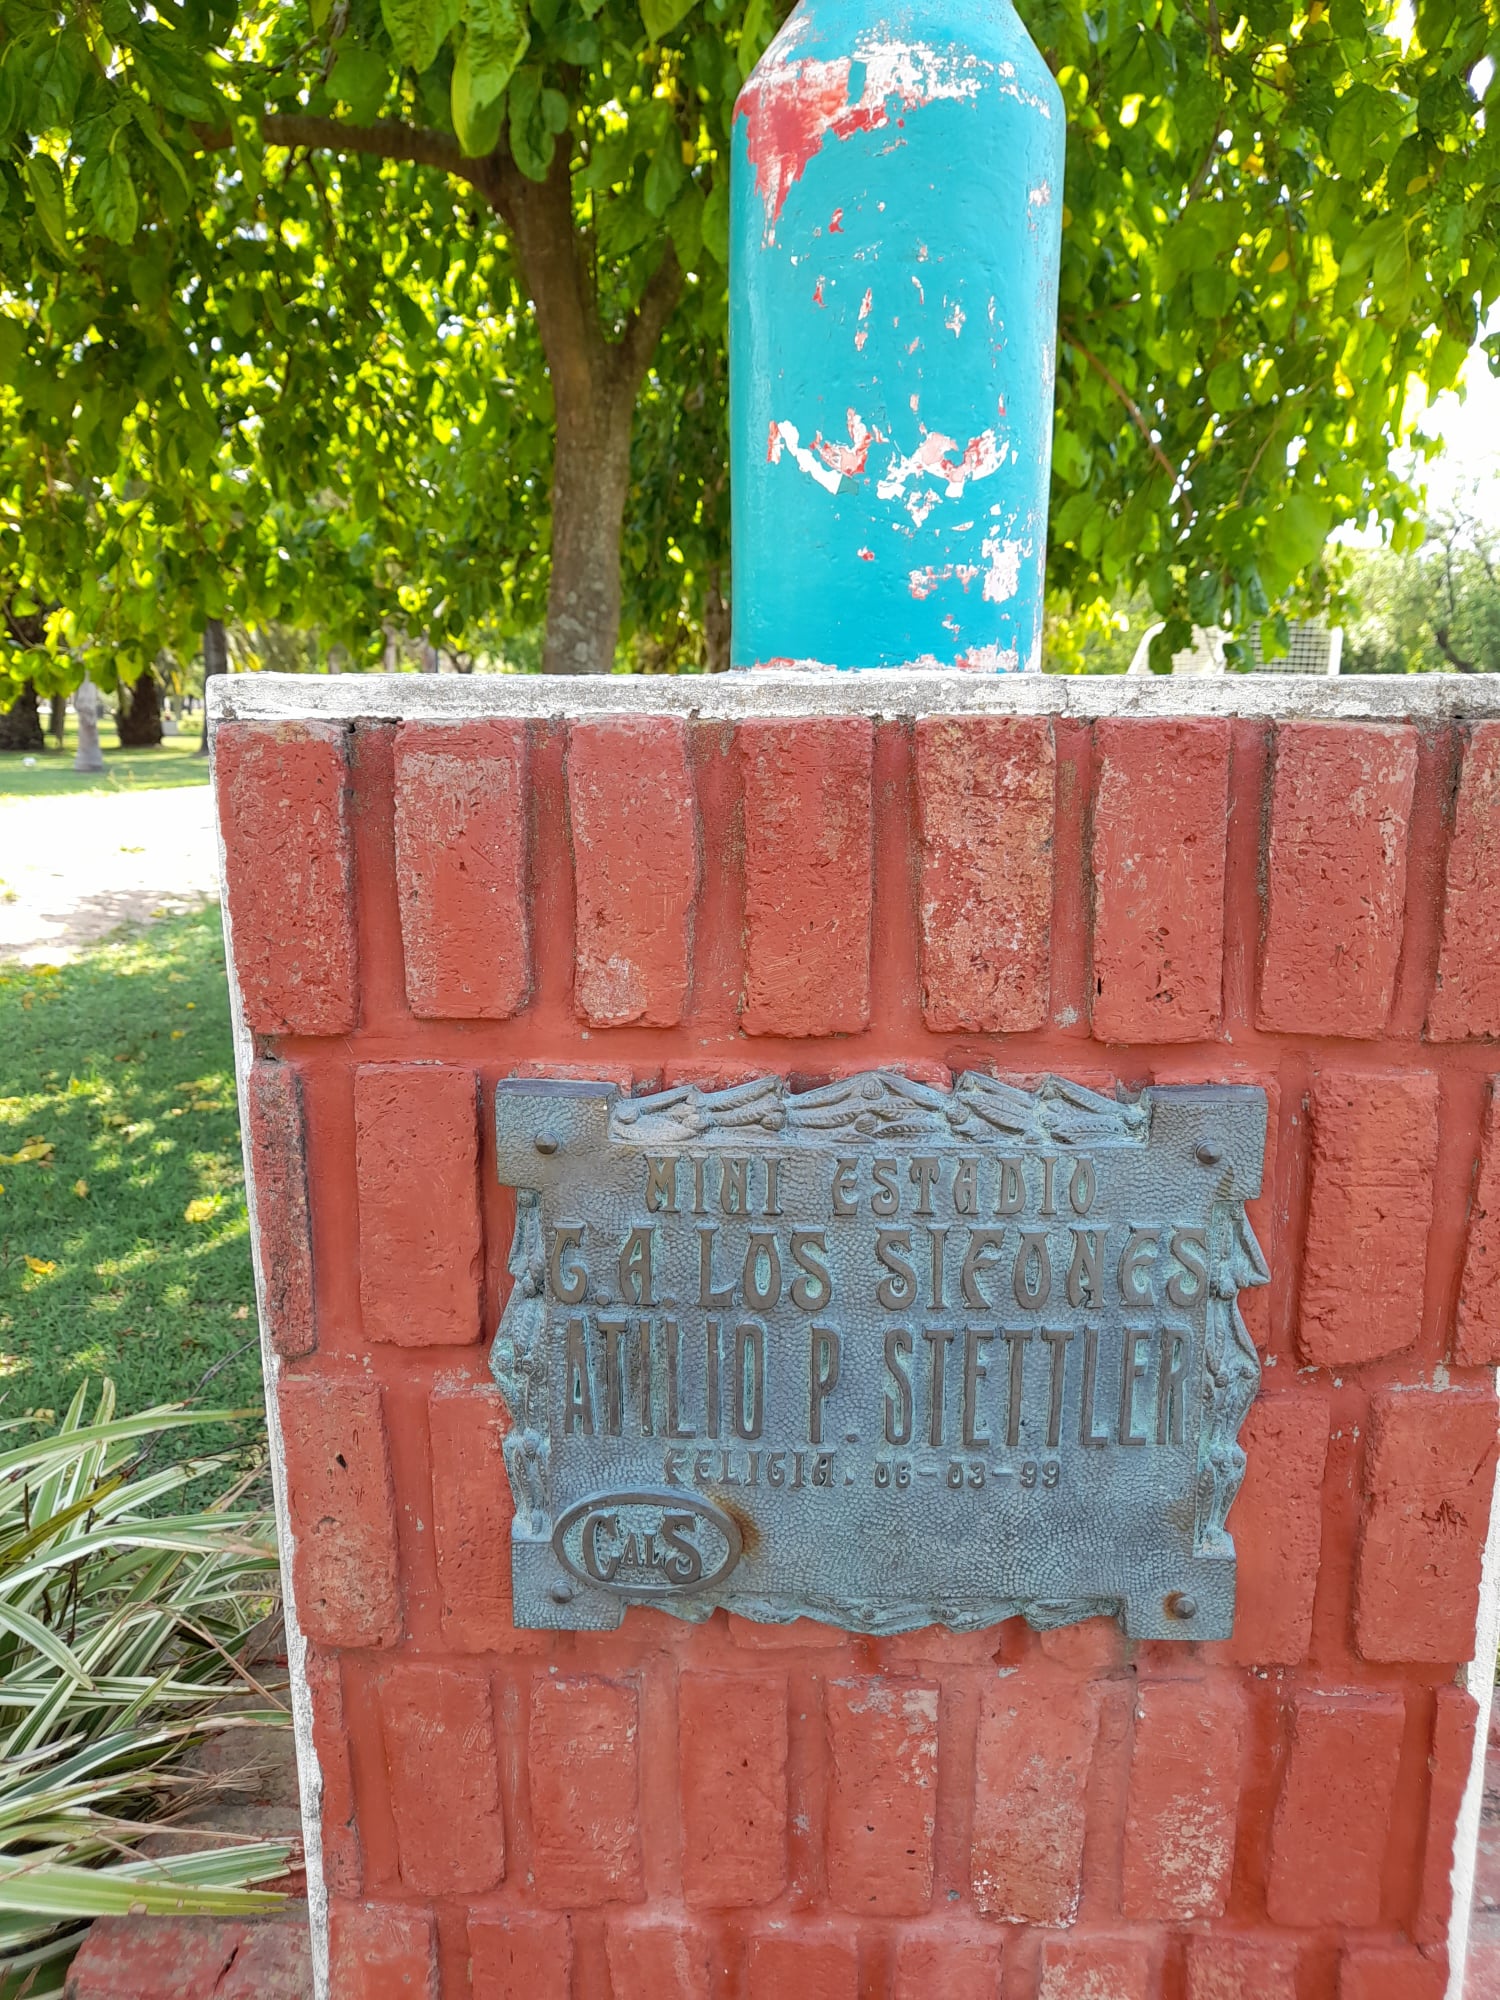 MINI ESTADIO
C.A. LOS SIFONES
ATILIO P. STETTLER
FELICIA. 06-03-99
CALS